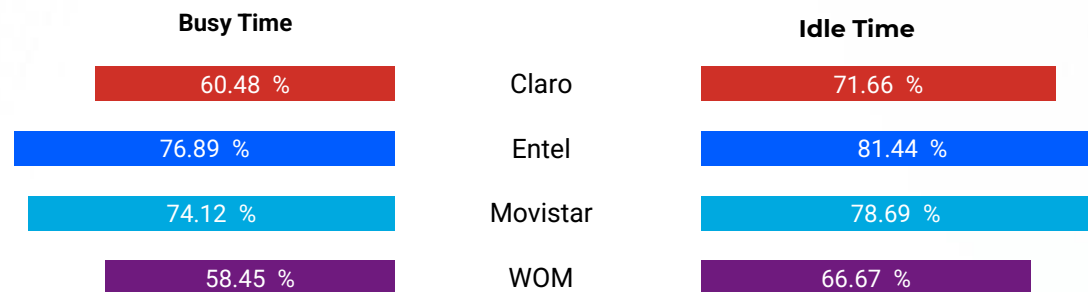 Busy Time Idle Time
60.48 % Claro 71.66 %
76.89 % Entel 81.44 %
74.12 % Movistar 78.69 %
58.45 % WOM 66.67 %